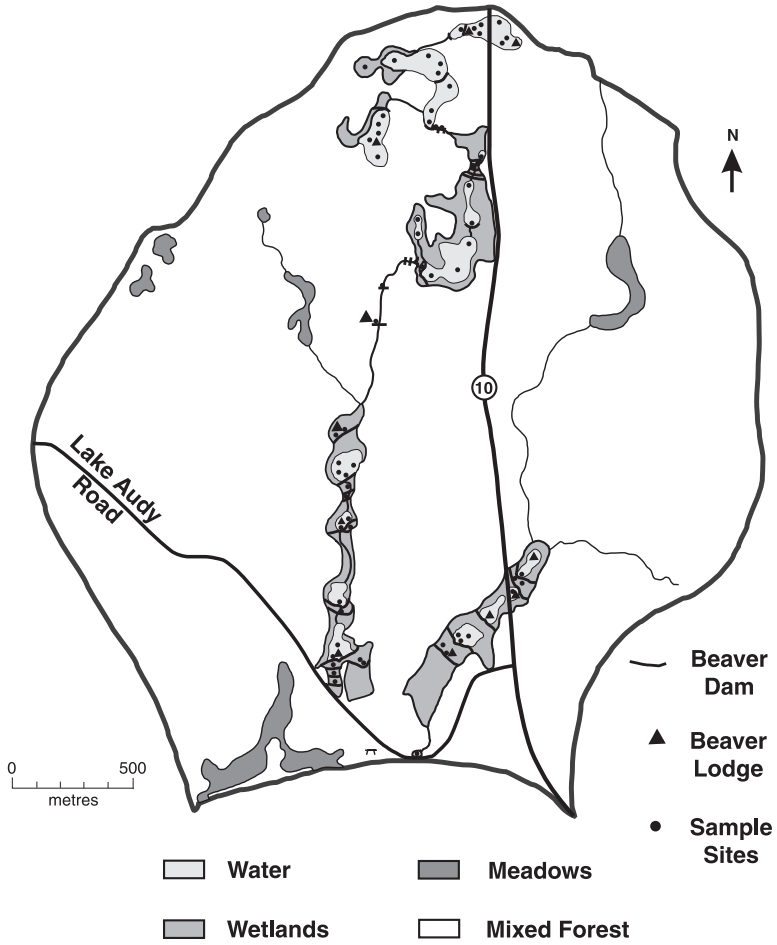 N
10
Lake Audy
Road
Beaver
Dam
0 500
metres
Beaver
Lodge
Sample
Sites
Water
Meadows
Wetlands
Mixed Forest